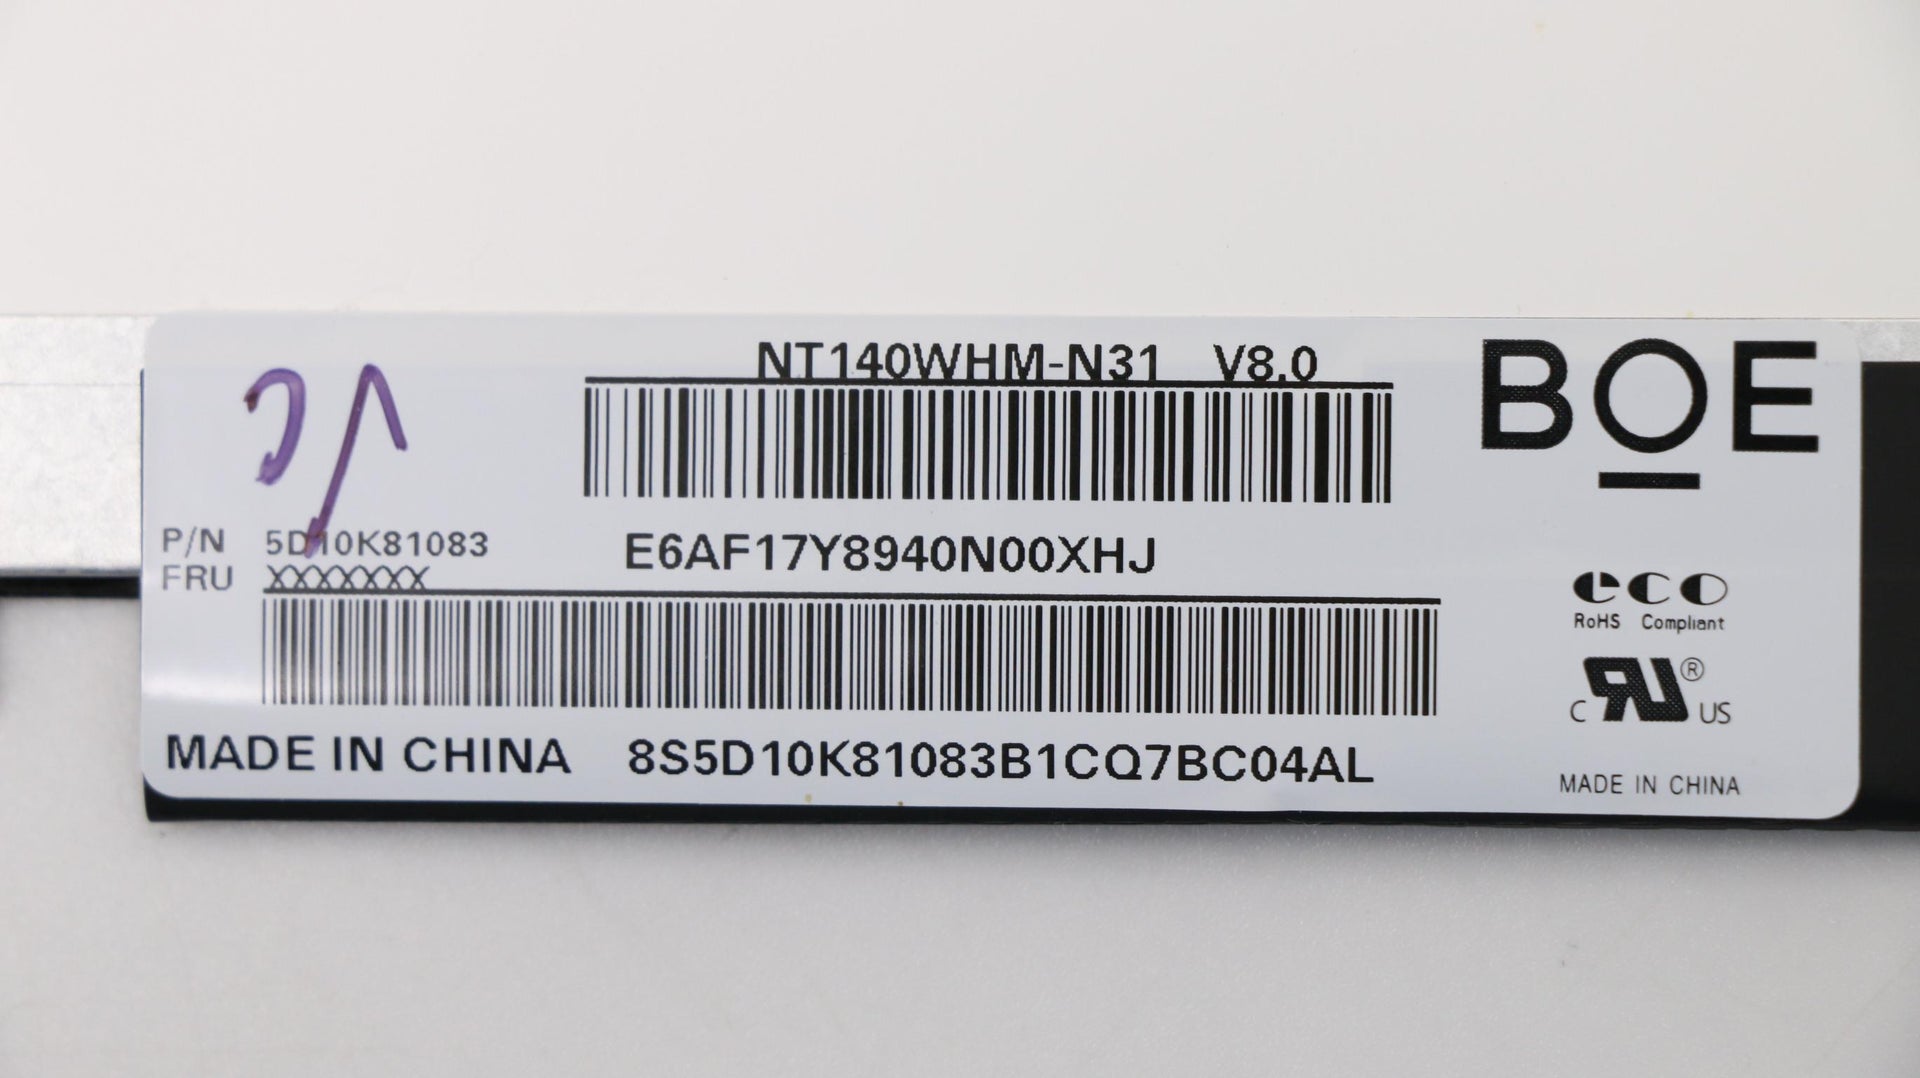 NT140WHM-N31 V8.0
BOE
P/N 5D10K81083
FRU XXXXXXX
E6AF17Y8940N00XHJ
eco
RoHS Compliant
C RU® US
MADE IN CHINA 8S5D10K81083B1CQ7BC04AL
MADE IN CHINA